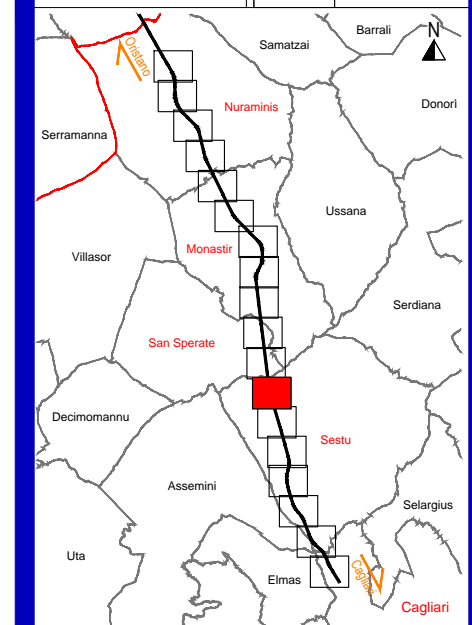 Barrali
N
Samatzai
Oristano
Nuraminis
Donorì
Serramanna
Ussana
Monastir
Villasor
Serdiana
San Sperate
Decimomannu
Sestu
Assemini
Selargius
Uta
Elmas
Cagliari
Cagliari